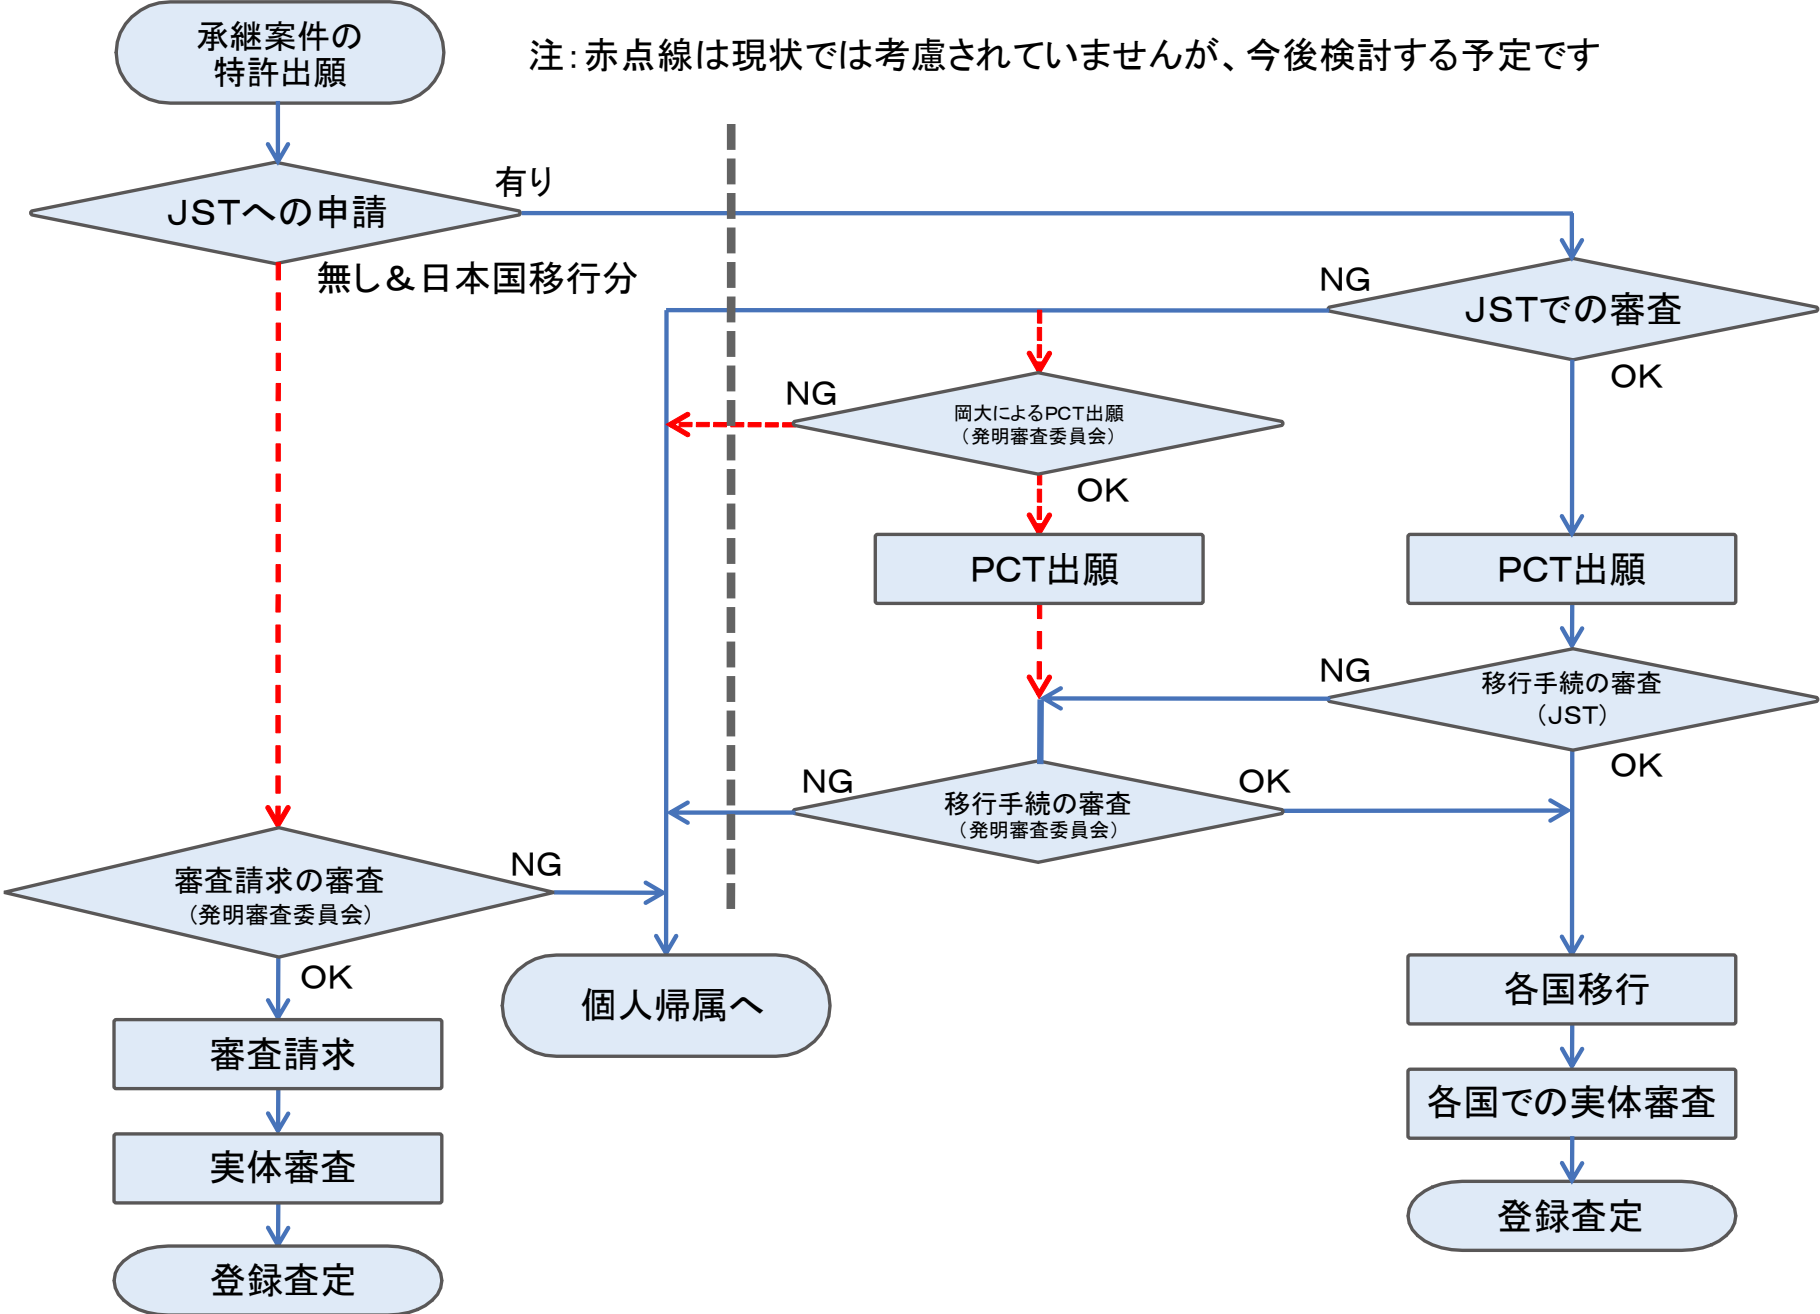 承継案件の
特許出願
注：赤点線は現状では考慮されていませんが、今後検討する予定です
有り
JSTへの申請
無し＆日本国移行分
NG
JSTでの審査
OK
NG
岡大によるPCT出願
（発明審査委員会）
OK
PCT出願
PCT出願
NG
移行手続の審査
（JST）
OK
NG
移行手続の審査
（発明審査委員会）
OK
NG
審査請求の審査
（発明審査委員会）
OK
個人帰属へ
各国移行
審査請求
各国での実体審査
実体審査
登録査定
登録査定